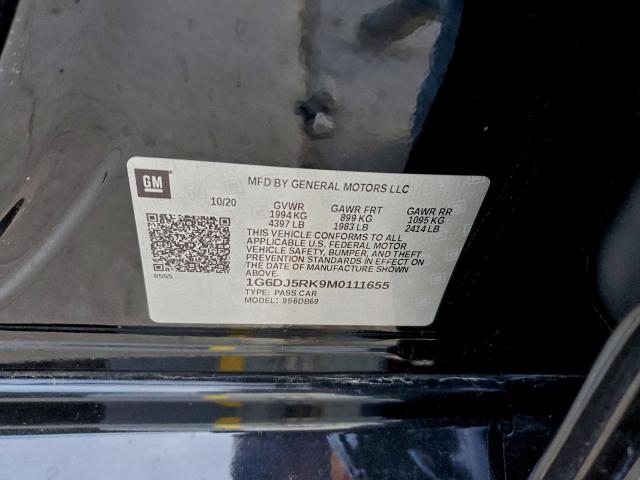 GM
MFD BY GENERAL MOTORS LLC
10/20
GVWR GAWR FRT GAWR RR
1994 KG 899 KG 1095 KG
4397 LB 1983 LB 2414 LB
THIS VEHICLE CONFORMS TO ALL
APPLICABLE U.S. FEDERAL MOTOR
VEHICLE SAFETY, BUMPER, AND THEFT
PREVENTION STANDARDS IN EFFECT ON
THE DATE OF MANUFACTURE SHOWN ABOVE.
1G6DJ5RK9M0111655
TYPE: PASS CAR
MODEL: 956DB69
8555